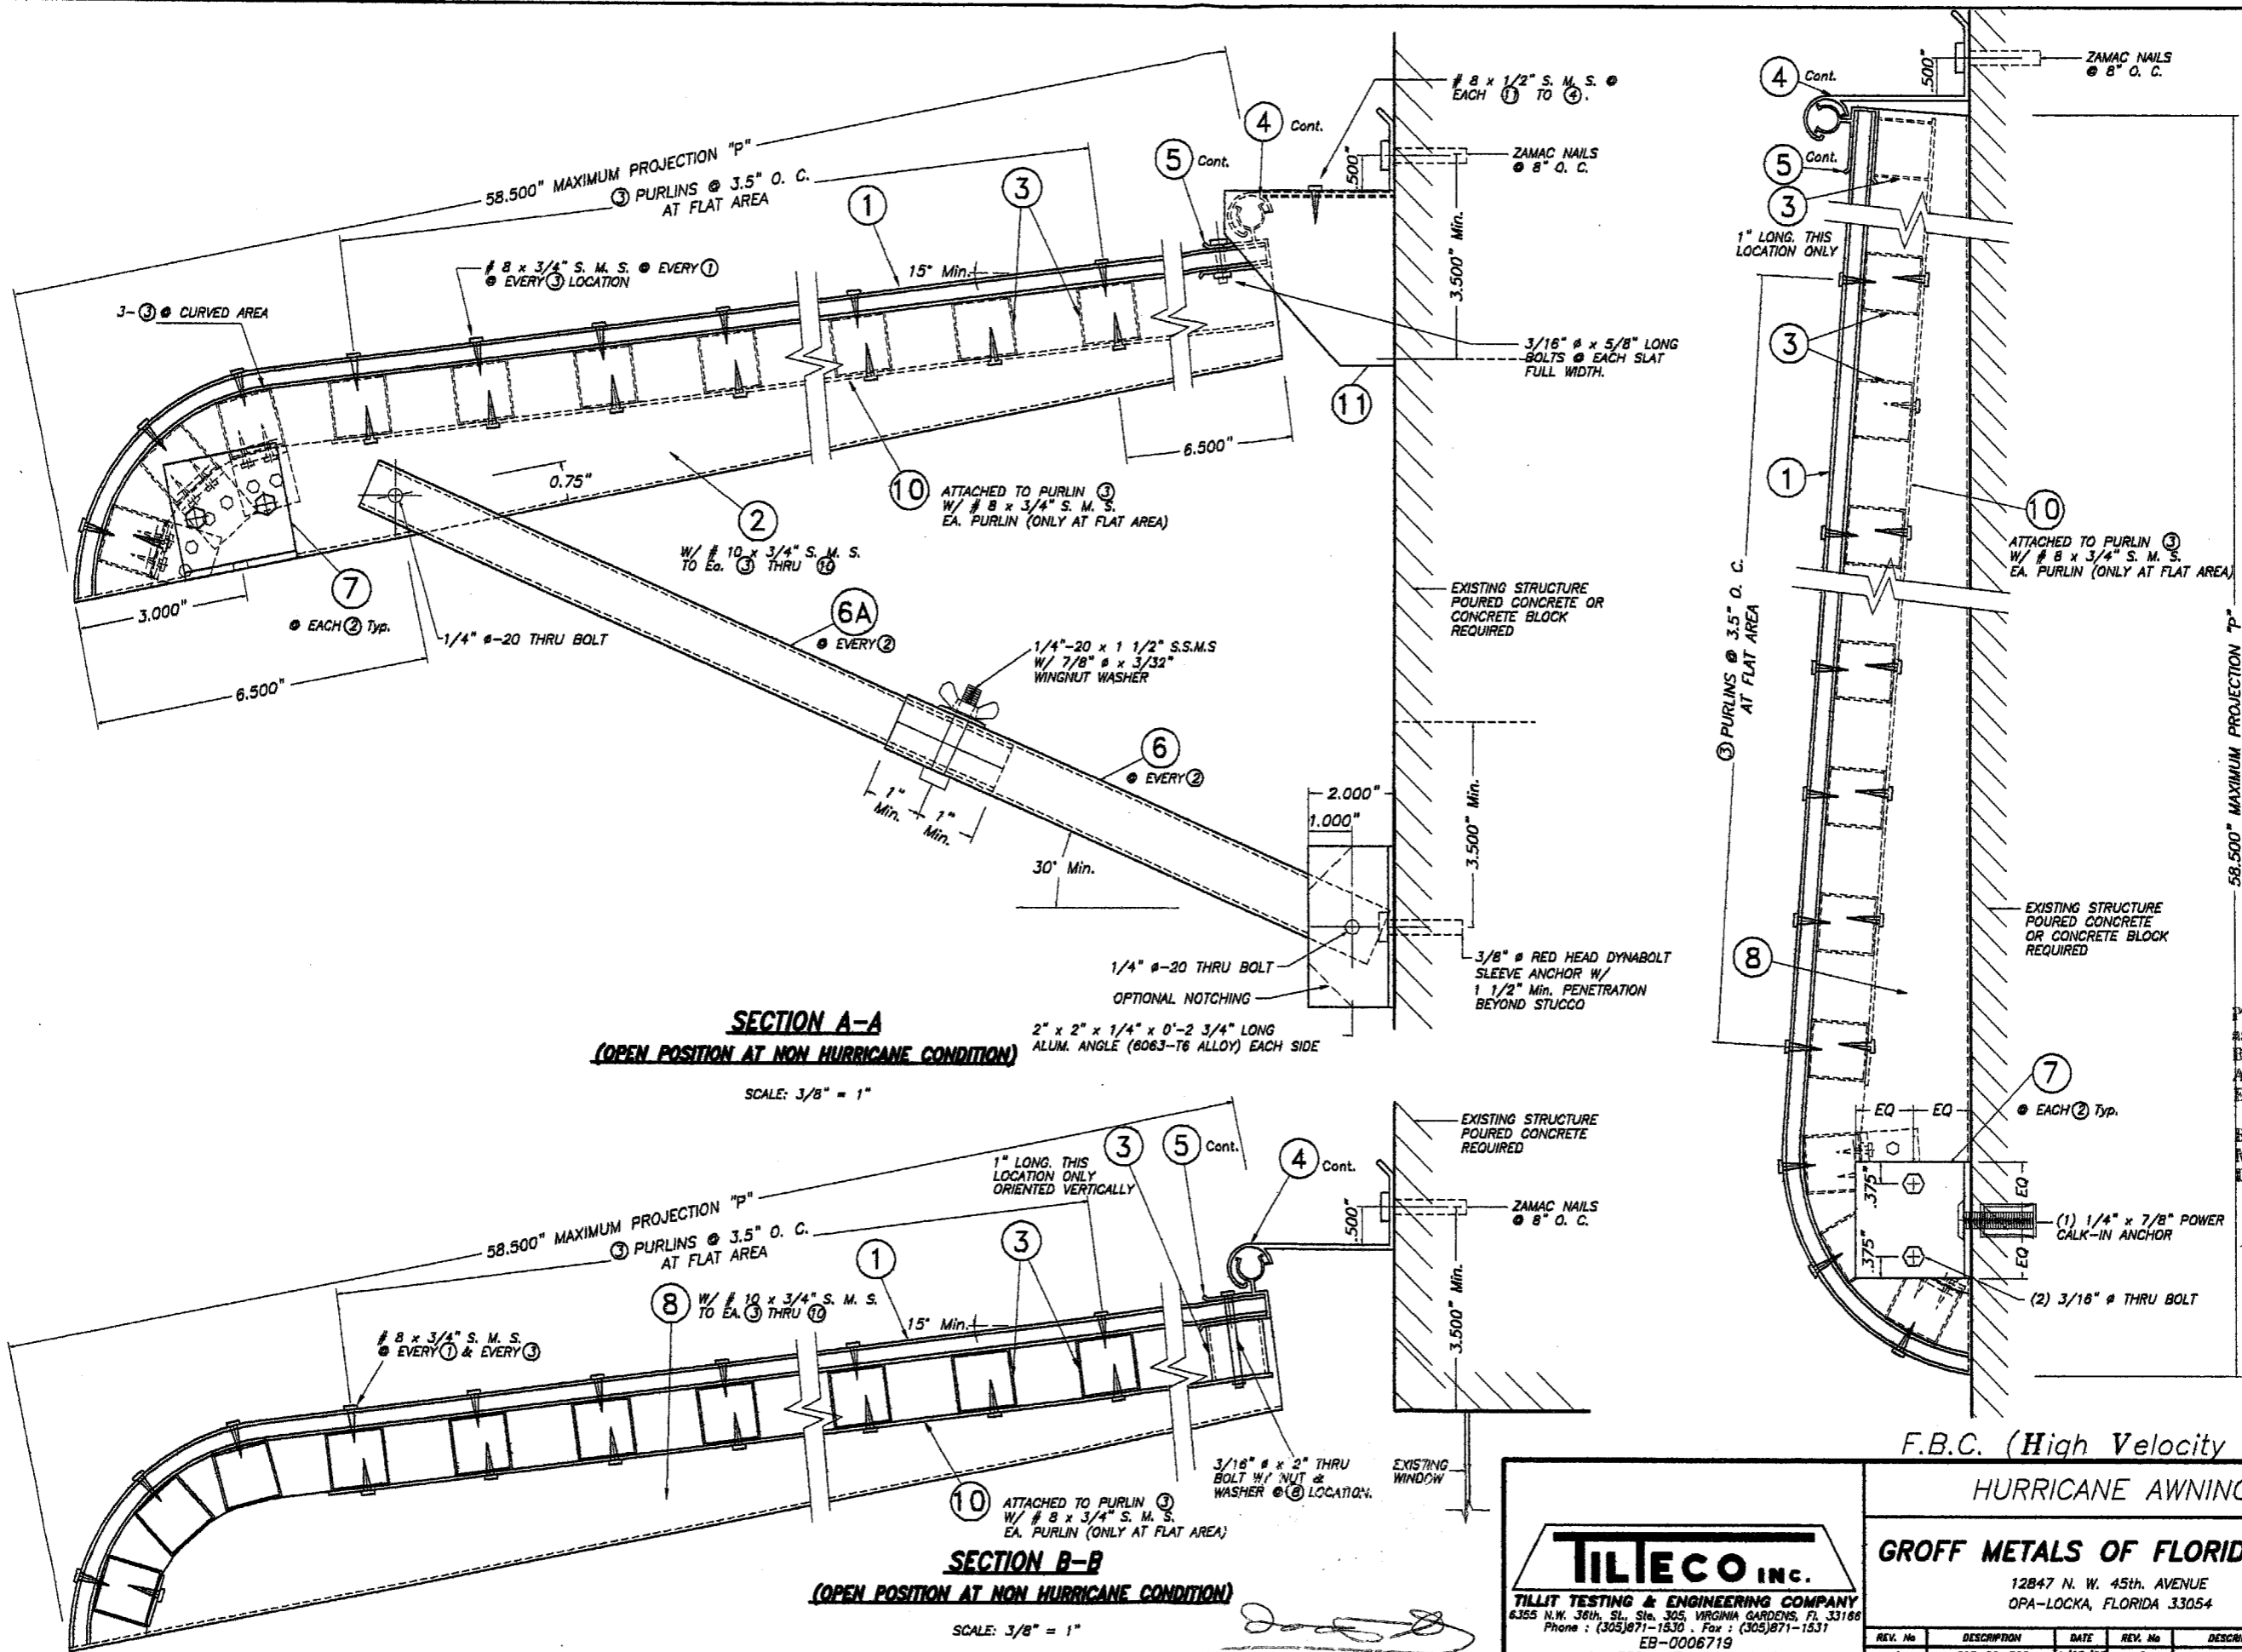 58.500" MAXIMUM PROJECTION "P"
③ PURLINS @ 3.5" O. C.
AT FLAT AREA
# 8 x 3/4" S. M. S. @ EVERY ①
@ EVERY ③ LOCATION
3-③ @ CURVED AREA
1
3
15° Min.
5 Cont.
4 Cont.
# 8 x 1/2" S. M. S. @
EACH ⑪ TO ④.
.500"
ZAMAC NAILS
@ 8" O. C.
3.500" Min.
3/16" ø x 5/8" LONG
BOLTS @ EACH SLAT
FULL WIDTH.
11
6.500"
0.75"
10
ATTACHED TO PURLIN ③
W/ # 8 x 3/4" S. M. S.
EA. PURLIN (ONLY AT FLAT AREA)
2
W/ # 10 x 3/4" S. M. S.
TO Ea. ③ THRU ⑩
3.000"
7
@ EACH ② Typ.
1/4" ø-20 THRU BOLT
6.500"
6A
@ EVERY ②
1/4"-20 x 1 1/2" S.S.M.S
W/ 7/8" ø x 3/32"
WINGNUT WASHER
EXISTING STRUCTURE
POURED CONCRETE OR
CONCRETE BLOCK
REQUIRED
6
@ EVERY ②
1"
Min.
1"
Min.
30° Min.
2.000"
1.000"
3.500" Min.
1/4" ø-20 THRU BOLT
OPTIONAL NOTCHING
3/8" ø RED HEAD DYNABOLT
SLEEVE ANCHOR W/
1 1/2" Min. PENETRATION
BEYOND STUCCO
2" x 2" x 1/4" x 0'-2 3/4" LONG
ALUM. ANGLE (6063-T6 ALLOY) EACH SIDE
SECTION A-A
(OPEN POSITION AT NON HURRICANE CONDITION)
SCALE: 3/8" = 1"
58.500" MAXIMUM PROJECTION "P"
③ PURLINS @ 3.5" O. C.
AT FLAT AREA
1" LONG. THIS
LOCATION ONLY
ORIENTED VERTICALLY
3
5 Cont.
4 Cont.
1
3
8
W/ # 10 x 3/4" S. M. S.
TO EA. ③ THRU ⑩
# 8 x 3/4" S. M. S.
@ EVERY ① & EVERY ③
15° Min.
EXISTING STRUCTURE
POURED CONCRETE
REQUIRED
.500"
ZAMAC NAILS
@ 8" O. C.
3.500" Min.
3/16" ø x 2" THRU
BOLT W/ NUT &
WASHER @ ⑧ LOCATION.
EXISTING
WINDOW
10
ATTACHED TO PURLIN ③
W/ # 8 x 3/4" S. M. S.
EA. PURLIN (ONLY AT FLAT AREA)
SECTION B-B
(OPEN POSITION AT NON HURRICANE CONDITION)
SCALE: 3/8" = 1"
4 Cont.
.500"
ZAMAC NAILS
@ 8" O. C.
5 Cont.
3
1" LONG. THIS
LOCATION ONLY
3
1
③ PURLINS @ 3.5" O. C.
AT FLAT AREA
10
ATTACHED TO PURLIN ③
W/ # 8 x 3/4" S. M. S.
EA. PURLIN (ONLY AT FLAT AREA)
58.500" MAXIMUM PROJECTION "P"
EXISTING STRUCTURE
POURED CONCRETE
OR CONCRETE BLOCK
REQUIRED
8
7
@ EACH ② Typ.
EQ EQ
.375"
.375"
EQ
EQ
(1) 1/4" x 7/8" POWER
CALK-IN ANCHOR
(2) 3/16" ø THRU BOLT
F.B.C. (High Velocity
HURRICANE AWNING
GROFF METALS OF FLORID
12847 N. W. 45th. AVENUE
OPA-LOCKA, FLORIDA 33054
TILTECO INC.
TILLIT TESTING & ENGINEERING COMPANY
6355 N.W. 36th. St., Ste. 305, VIRGINIA GARDENS, Fl. 33166
Phone : (305)871-1530 . Fax : (305)871-1531
EB-0006719
REV. No DESCRIPTION DATE REV. No DESCRI